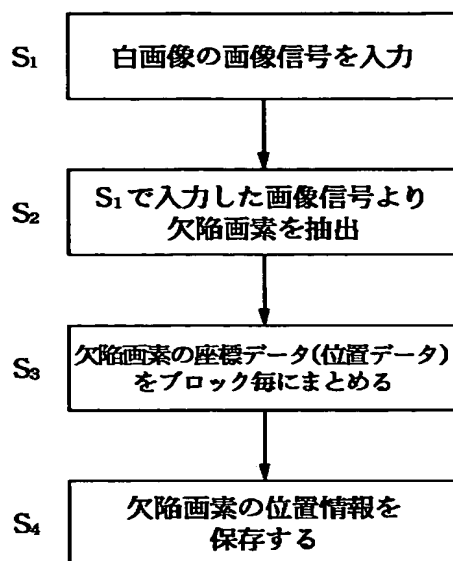 S₁
白画像の画像信号を入力
S₂
S₁で入力した画像信号より
欠陥画素を抽出
S₃
欠陥画素の座標データ(位置データ)
をブロック毎にまとめる
S₄
欠陥画素の位置情報を
保存する